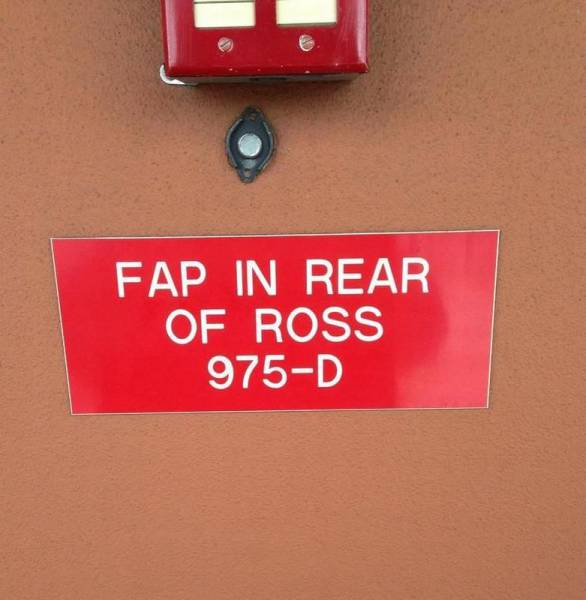 FAP IN REAR
OF ROSS
975-D